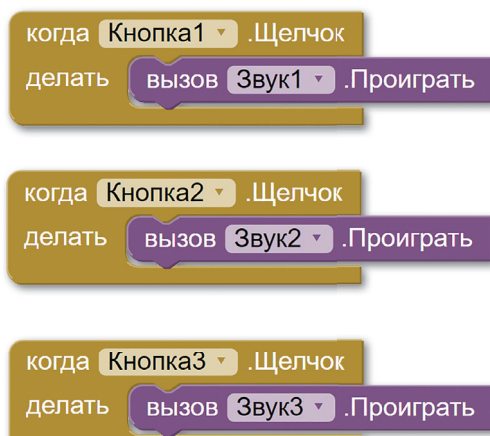 когда Кнопка1 .Щелчок
делать вызов Звук1 .Проиграть
когда Кнопка2 .Щелчок
делать вызов Звук2 .Проиграть
когда Кнопка3 .Щелчок
делать вызов Звук3 .Проиграть